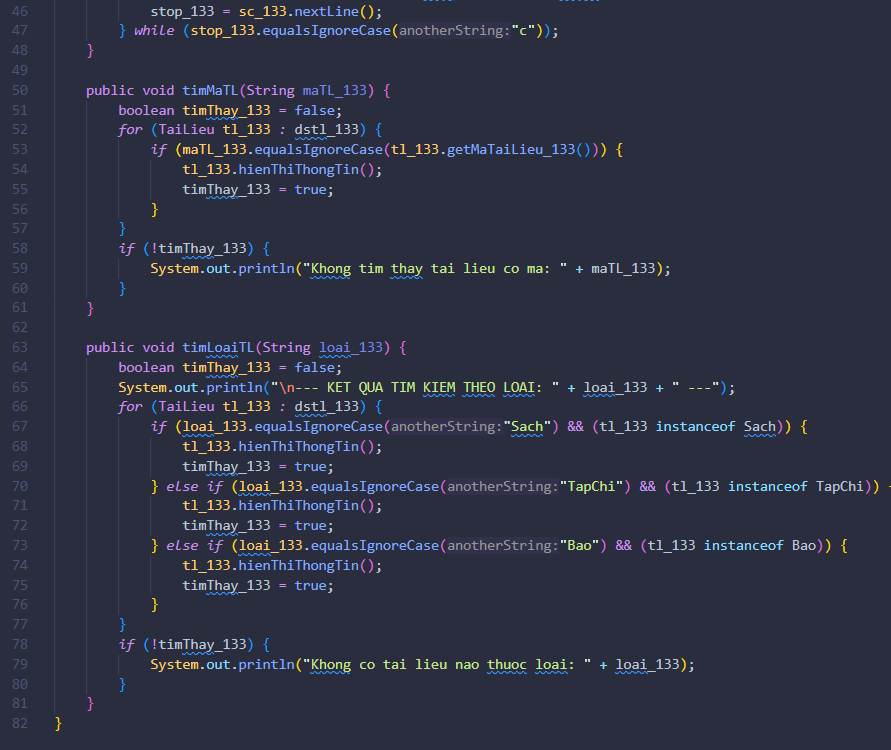 46 stop_133 = sc_133.nextLine();
47 } while (stop_133.equalsIgnoreCase(anotherString:"c"));
48 }
49
50 public void timMaTL(String maTL_133) {
51 boolean timThay_133 = false;
52 for (TaiLieu tl_133 : dstl_133) {
53 if (maTL_133.equalsIgnoreCase(tl_133.getMaTaiLieu_133())) {
54 tl_133.hienThiThongTin();
55 timThay_133 = true;
56 }
57 }
58 if (!timThay_133) {
59 System.out.println("Khong tim thay tai lieu co ma: " + maTL_133);
60 }
61 }
62
63 public void timLoaiTL(String loai_133) {
64 boolean timThay_133 = false;
65 System.out.println("\n--- KET QUA TIM KIEM THEO LOAI: " + loai_133 + " ---");
66 for (TaiLieu tl_133 : dstl_133) {
67 if (loai_133.equalsIgnoreCase(anotherString:"Sach") && (tl_133 instanceof Sach)) {
68 tl_133.hienThiThongTin();
69 timThay_133 = true;
70 } else if (loai_133.equalsIgnoreCase(anotherString:"TapChi") && (tl_133 instanceof TapChi)) {
71 tl_133.hienThiThongTin();
72 timThay_133 = true;
73 } else if (loai_133.equalsIgnoreCase(anotherString:"Bao") && (tl_133 instanceof Bao)) {
74 tl_133.hienThiThongTin();
75 timThay_133 = true;
76 }
77 }
78 if (!timThay_133) {
79 System.out.println("Khong co tai lieu nao thuoc loai: " + loai_133);
80 }
81 }
82 }